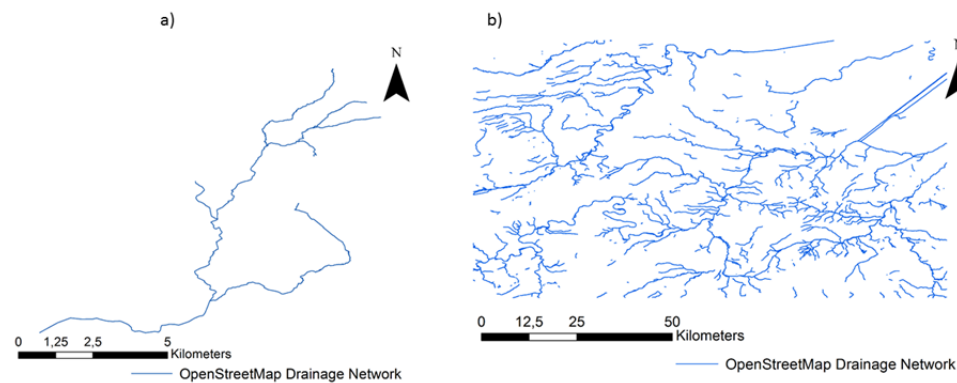 a)
N
0 1,25 2,5 5
Kilometers
OpenStreetMap Drainage Network
b)
N
0 12,5 25 50
Kilometers
OpenStreetMap Drainage Network